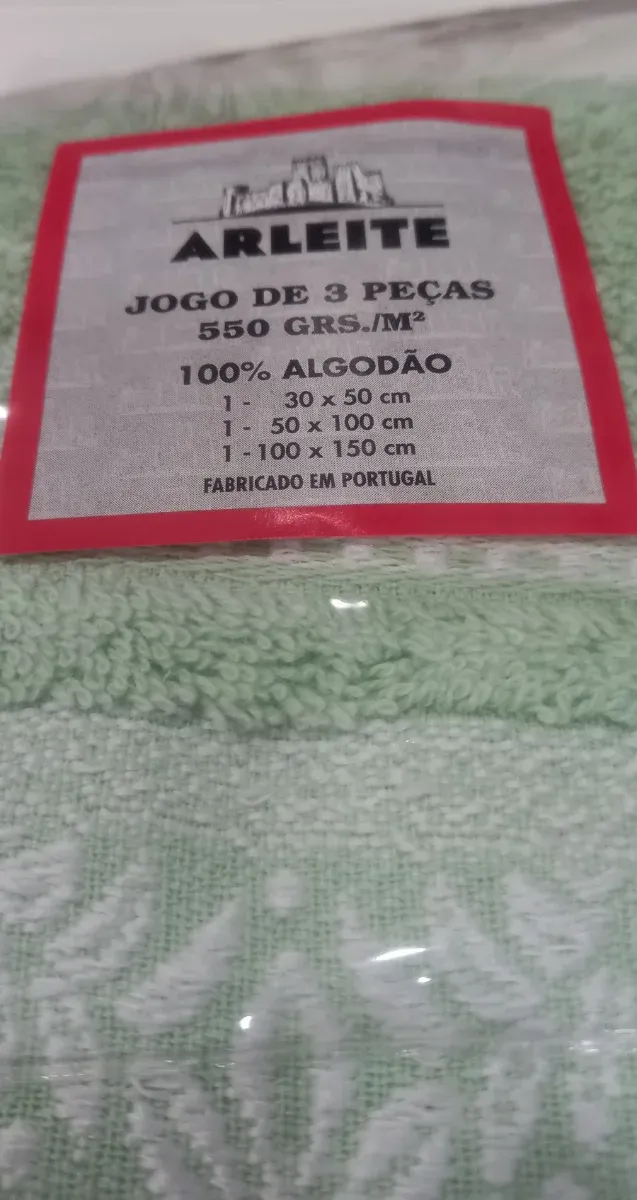 ARLEITE
JOGO DE 3 PEÇAS
550 GRS./M²
100% ALGODÃO
1 - 30 x 50 cm
1 - 50 x 100 cm
1 - 100 x 150 cm
FABRICADO EM PORTUGAL